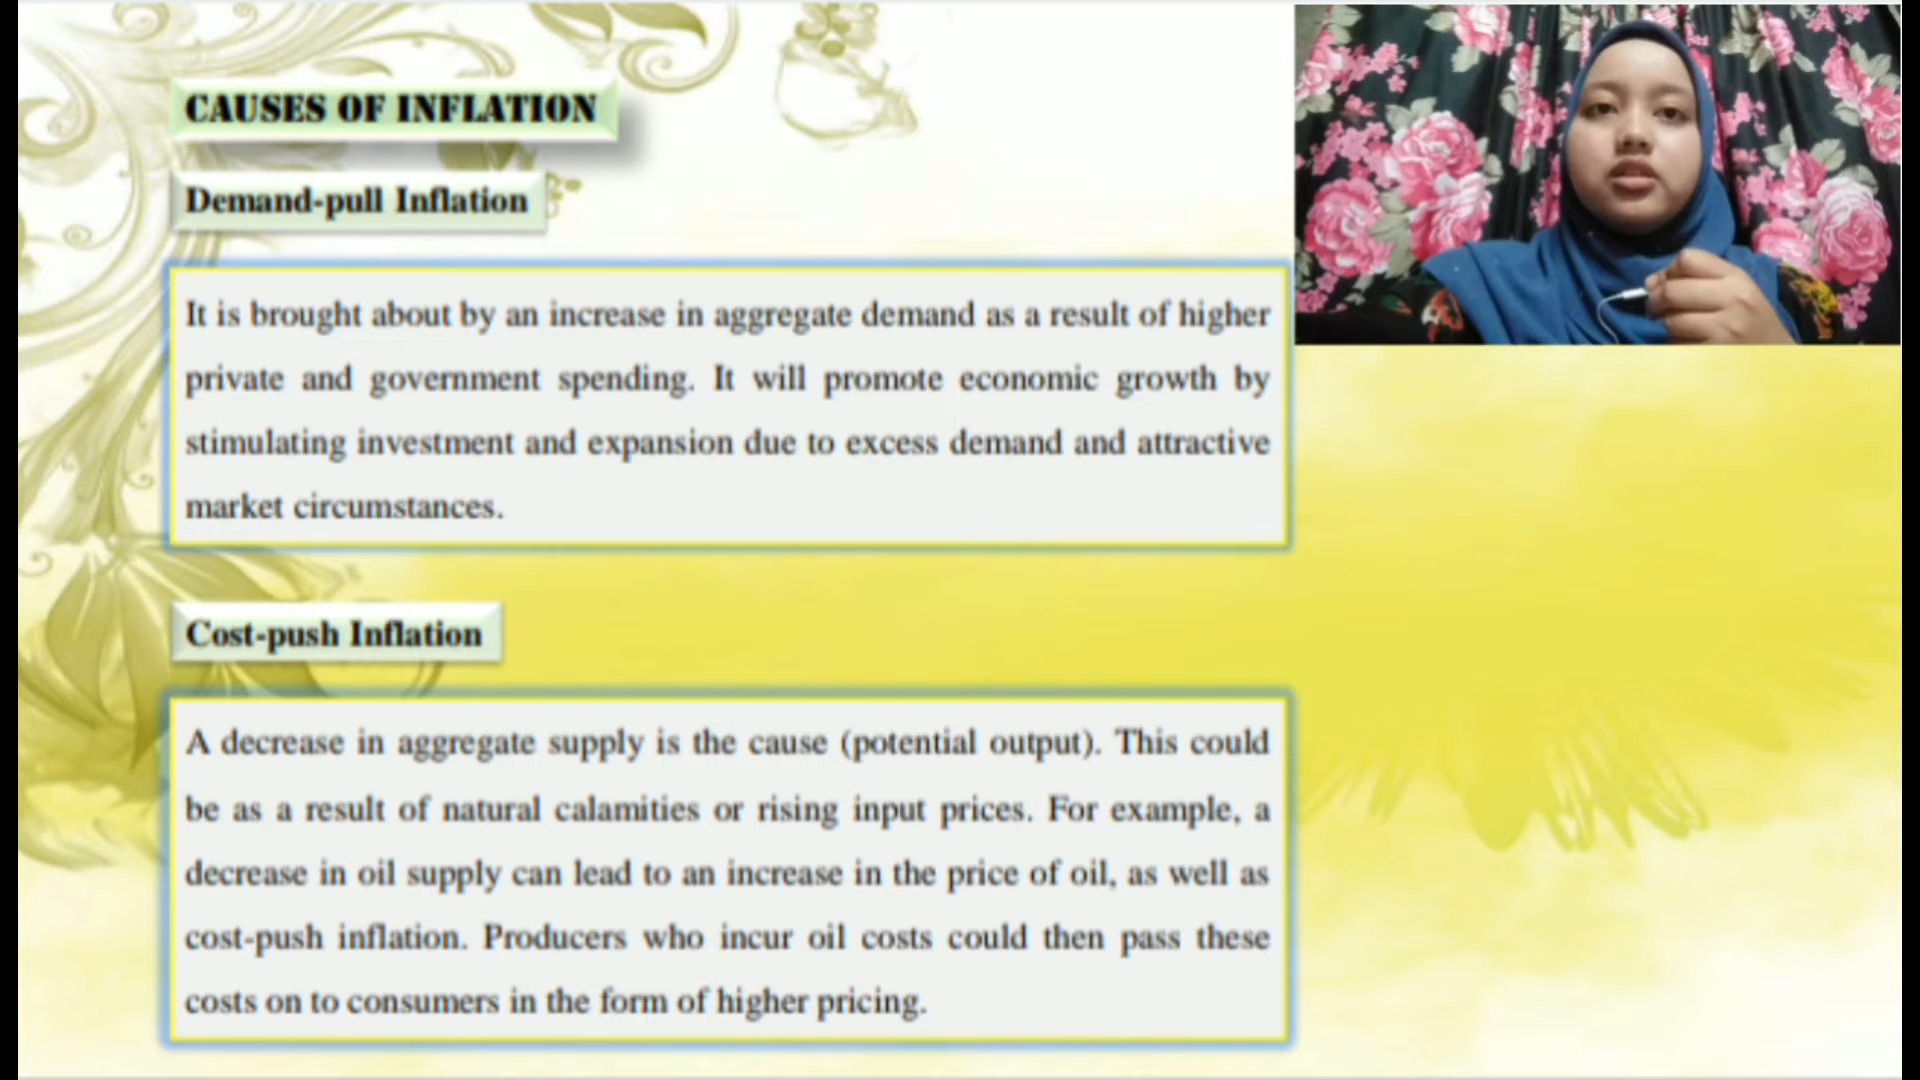 CAUSES OF INFLATION
Demand-pull Inflation
It is brought about by an increase in aggregate demand as a result of higher
private and government spending. It will promote economic growth by
stimulating investment and expansion due to excess demand and attractive
market circumstances.
Cost-push Inflation
A decrease in aggregate supply is the cause (potential output). This could
be as a result of natural calamities or rising input prices. For example, a
decrease in oil supply can lead to an increase in the price of oil, as well as
cost-push inflation. Producers who incur oil costs could then pass these
costs on to consumers in the form of higher pricing.